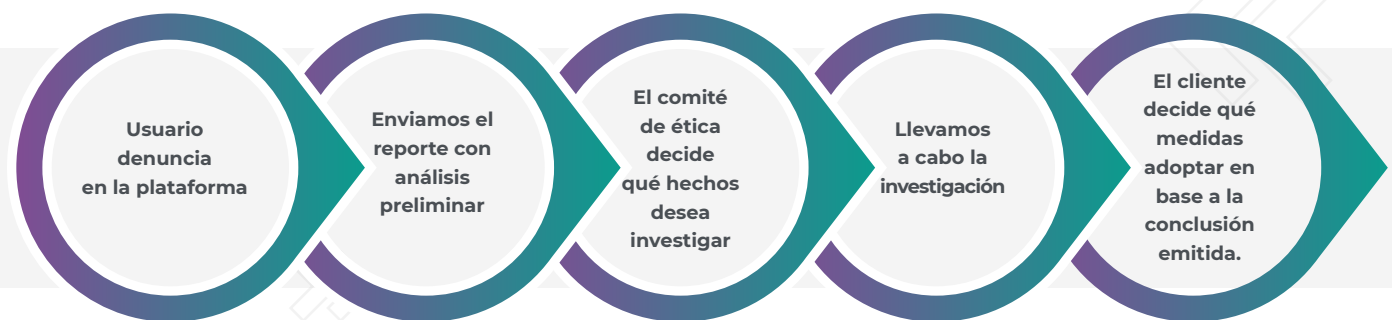 Usuario
denuncia
en la plataforma
Enviamos el
reporte con
análisis
preliminar
El comité
de ética
decide
qué hechos
desea
investigar
Llevamos
a cabo la
investigación
El cliente
decide qué
medidas
adoptar en
base a la
conclusión
emitida.